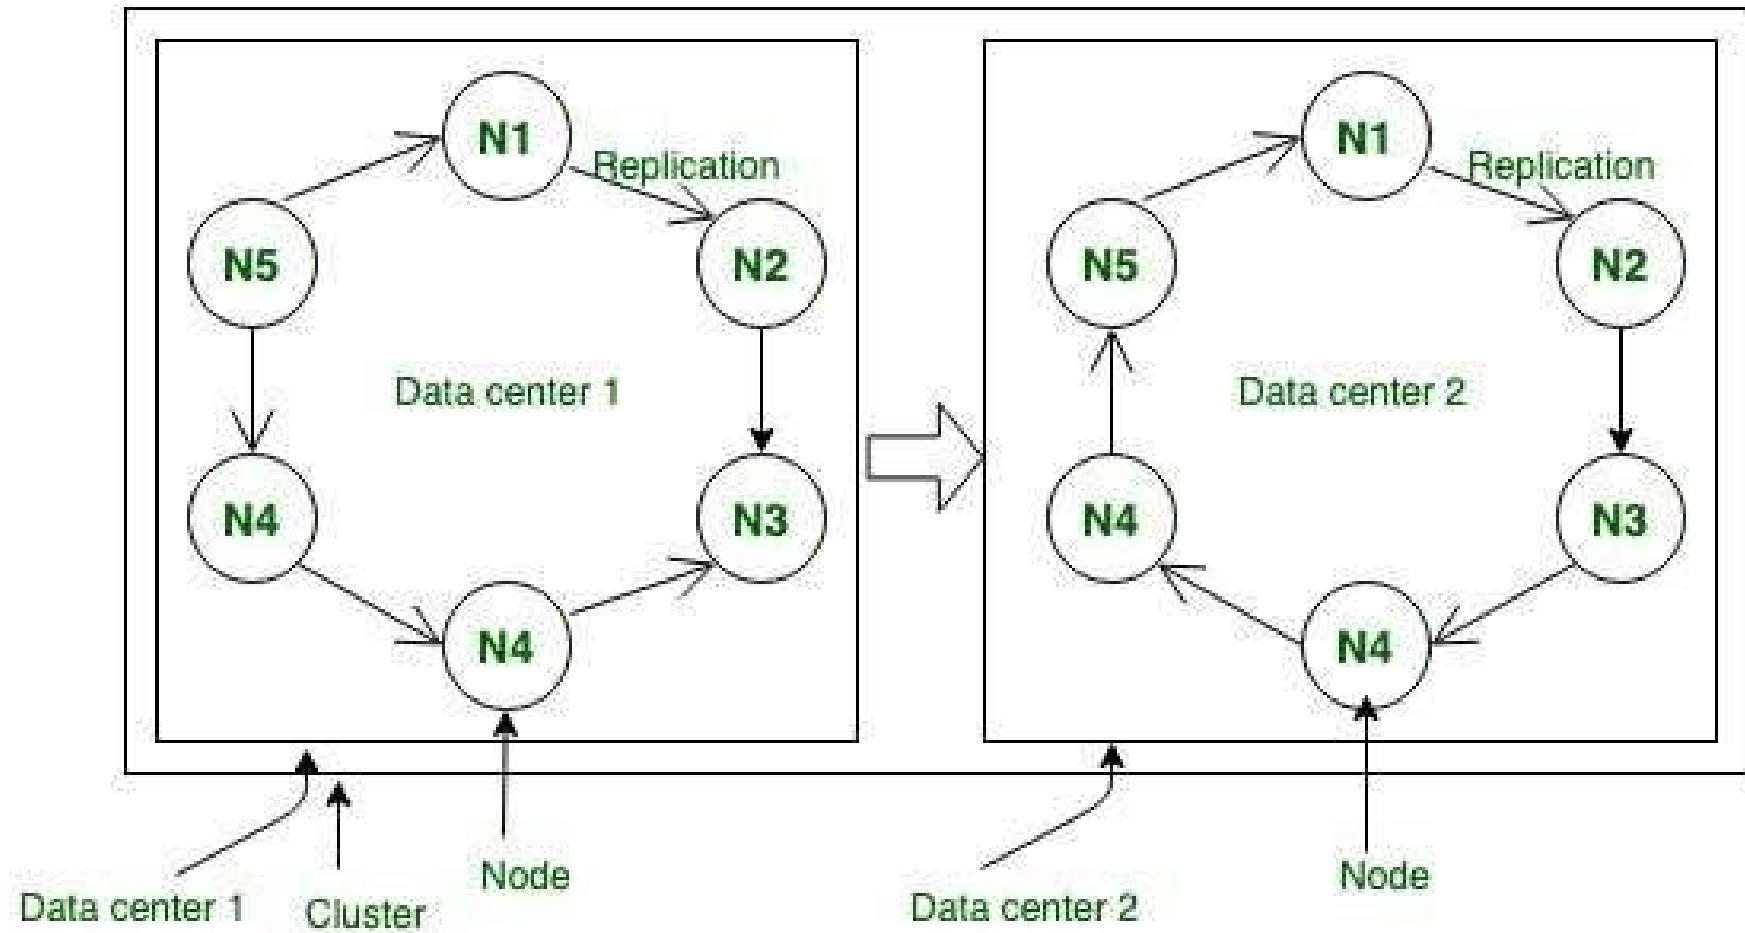 N1
Replication
N5
N2
Data center 1
N4
N3
N4
N1
Replication
N5
N2
Data center 2
N4
N3
N4
Data center 1
Cluster
Node
Data center 2
Node